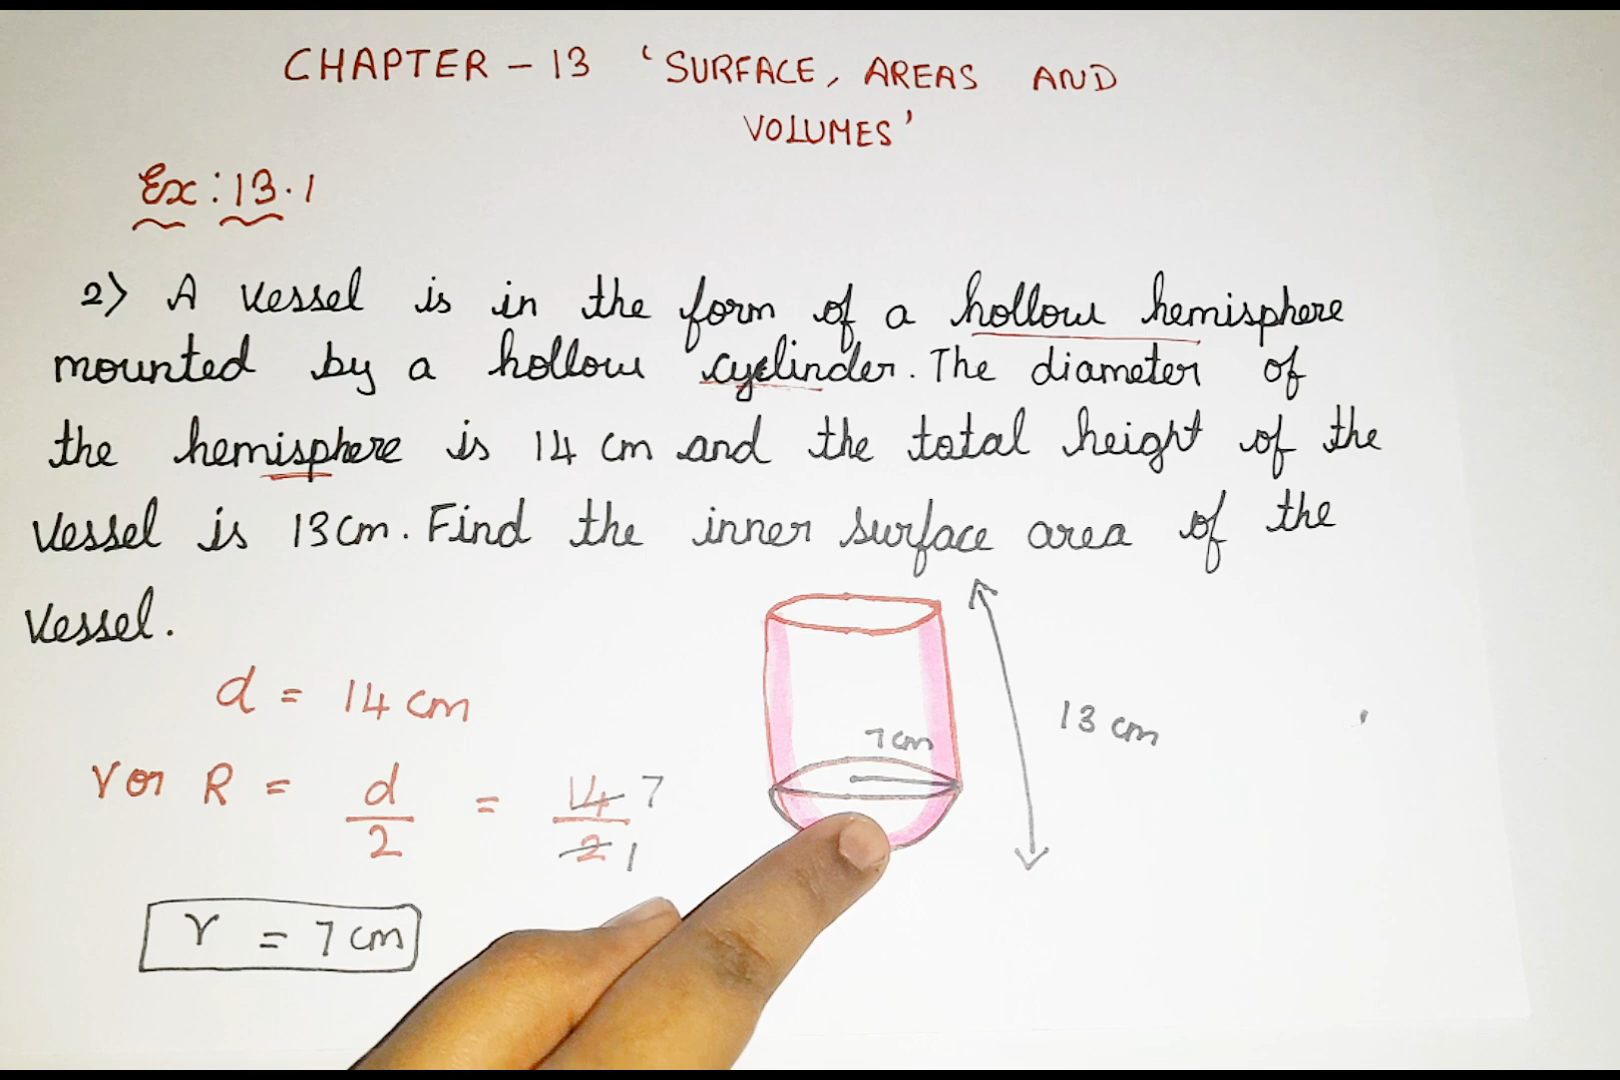 CHAPTER - 13 ‘SURFACE, AREAS AND
VOLUMES’
Ex: 13.1
2) A vessel is in the form of a hollow hemisphere
mounted by a hollow cyclinder. The diameter of
the hemisphere is 14 cm and the total height of the
vessel is 13cm. Find the inner surface area of the
vessel.
d = 14 cm
r or R = d/2 = 14/2 7/1
r = 7 cm
7 cm
13 cm